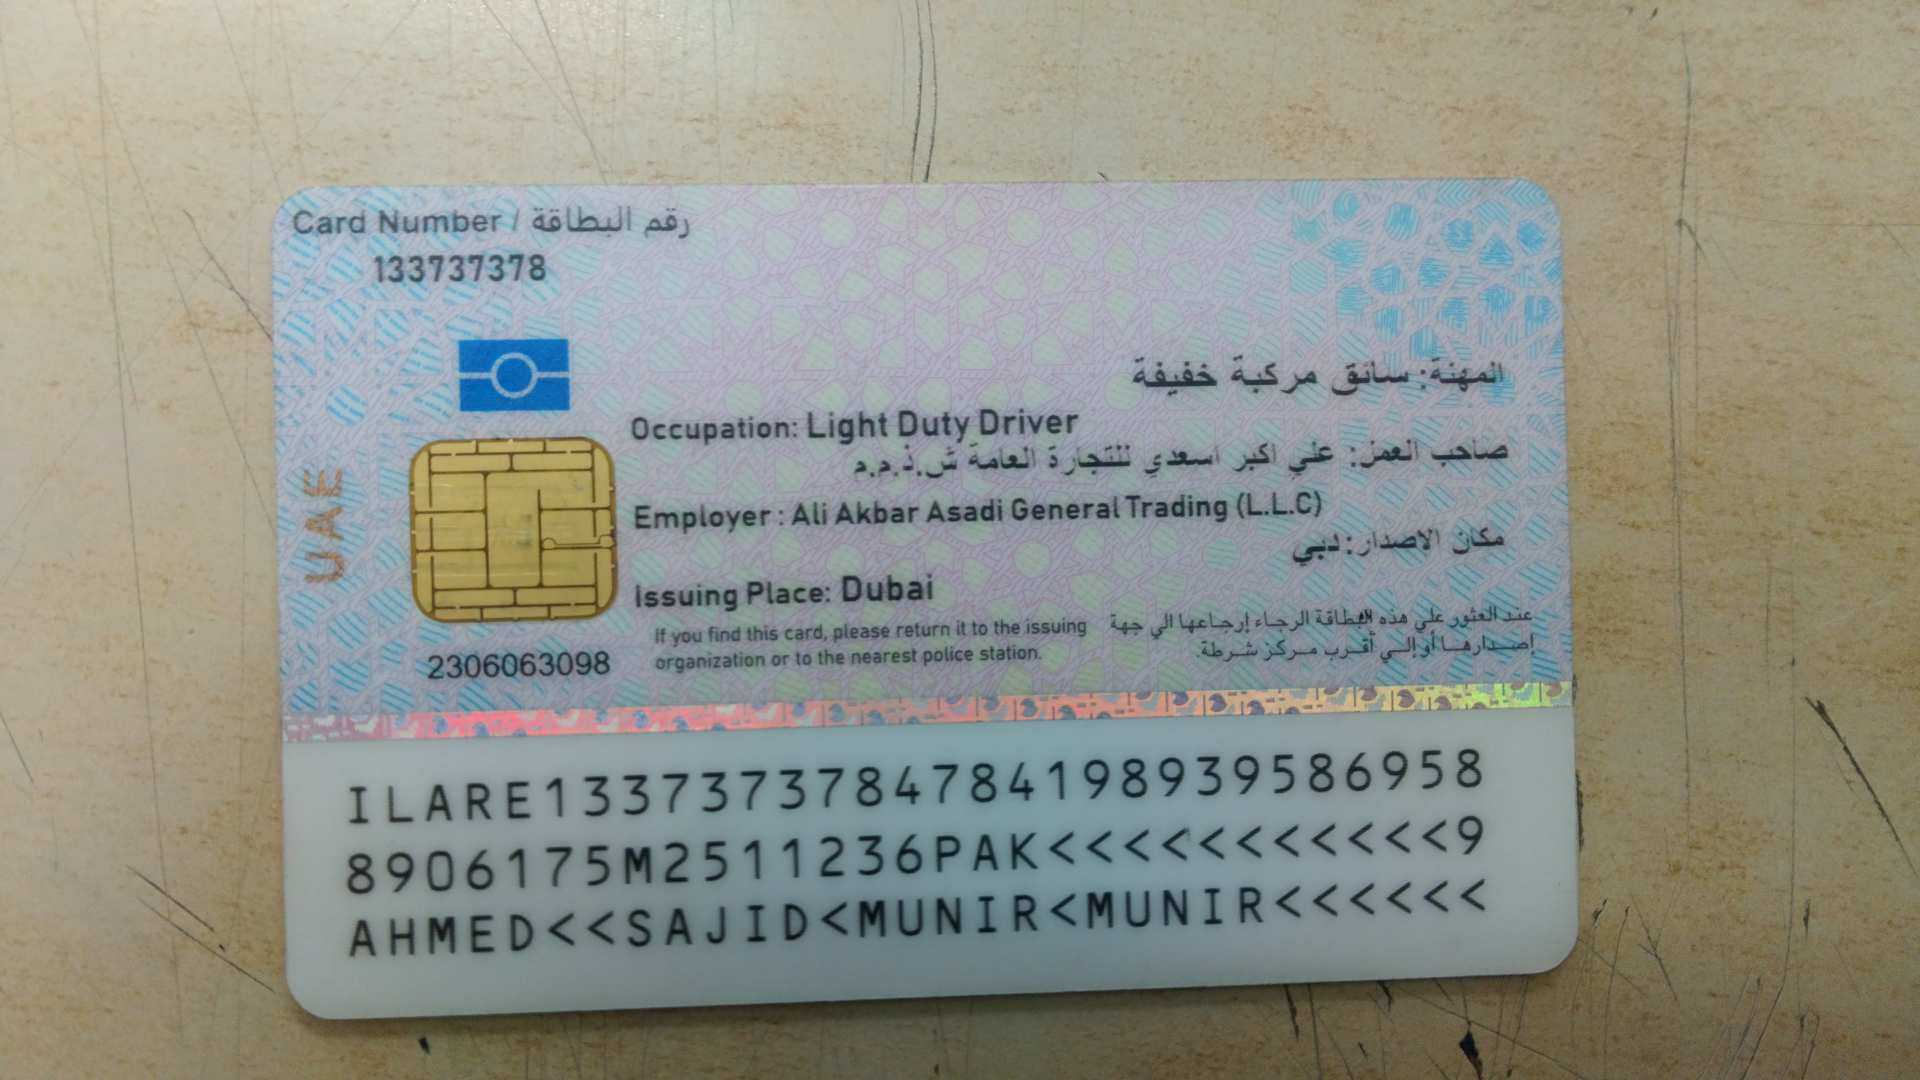 Card Number / رقم البطاقة
133737378
المهنة: سائق مركبة خفيفة
Occupation: Light Duty Driver
صاحب العمل: علي اكبر اسعدي للتجارة العامة ش.ذ.م.م
Employer : Ali Akbar Asadi General Trading (L.L.C)
مكان الاصدار: دبي
Issuing Place: Dubai
If you find this card, please return it to the issuing
organization or to the nearest police station.
عند العثور علي هذه البطاقة الرجاء إرجاعها الي جهة
إصدارها أو إلي أقرب مركز شرطة.
UAE
2306063098
ILARE1337373784784198939586958
8906175M2511236PAK<<<<<<<<<<<9
AHMED<<SAJID<MUNIR<MUNIR<<<<<<